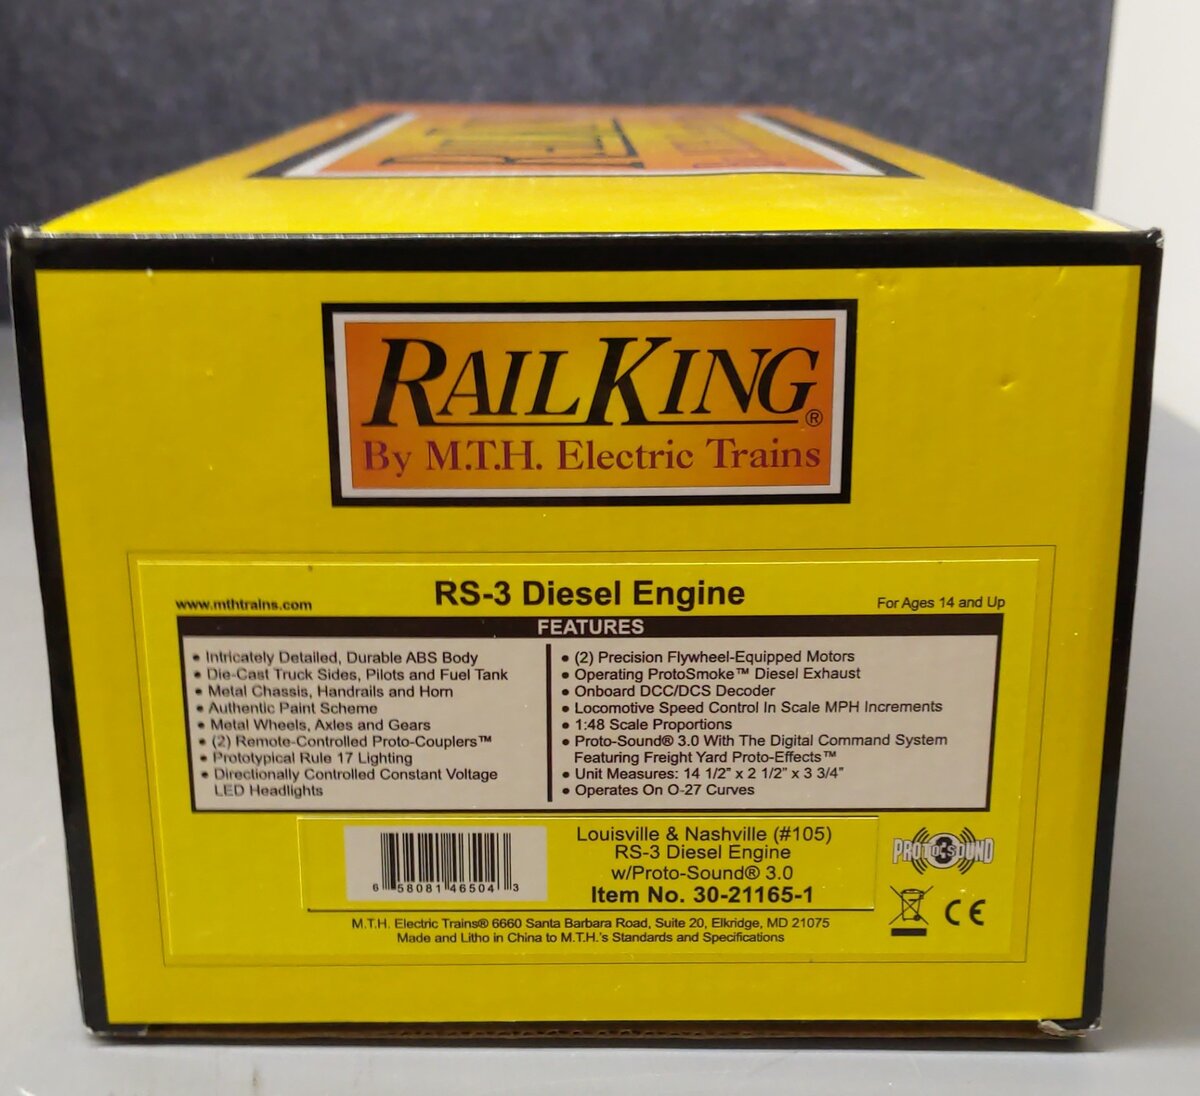 RAILKING
RAILKING®
By M.T.H. Electric Trains
www.mthtrains.com
RS-3 Diesel Engine
For Ages 14 and Up
FEATURES
• Intricately Detailed, Durable ABS Body
• Die-Cast Truck Sides, Pilots and Fuel Tank
• Metal Chassis, Handrails and Horn
• Authentic Paint Scheme
• Metal Wheels, Axles and Gears
• (2) Remote-Controlled Proto-Couplers™
• Prototypical Rule 17 Lighting
• Directionally Controlled Constant Voltage
LED Headlights
• (2) Precision Flywheel-Equipped Motors
• Operating ProtoSmoke™ Diesel Exhaust
• Onboard DCC/DCS Decoder
• Locomotive Speed Control In Scale MPH Increments
• 1:48 Scale Proportions
• Proto-Sound® 3.0 With The Digital Command System
Featuring Freight Yard Proto-Effects™
• Unit Measures: 14 1/2" x 2 1/2" x 3 3/4"
• Operates On O-27 Curves
6 58081 46504 3
Louisville & Nashville (#105)
RS-3 Diesel Engine
w/Proto-Sound® 3.0
Item No. 30-21165-1
PROTO SOUND
CE
M.T.H. Electric Trains® 6660 Santa Barbara Road, Suite 20, Elkridge, MD 21075
Made and Litho in China to M.T.H.'s Standards and Specifications